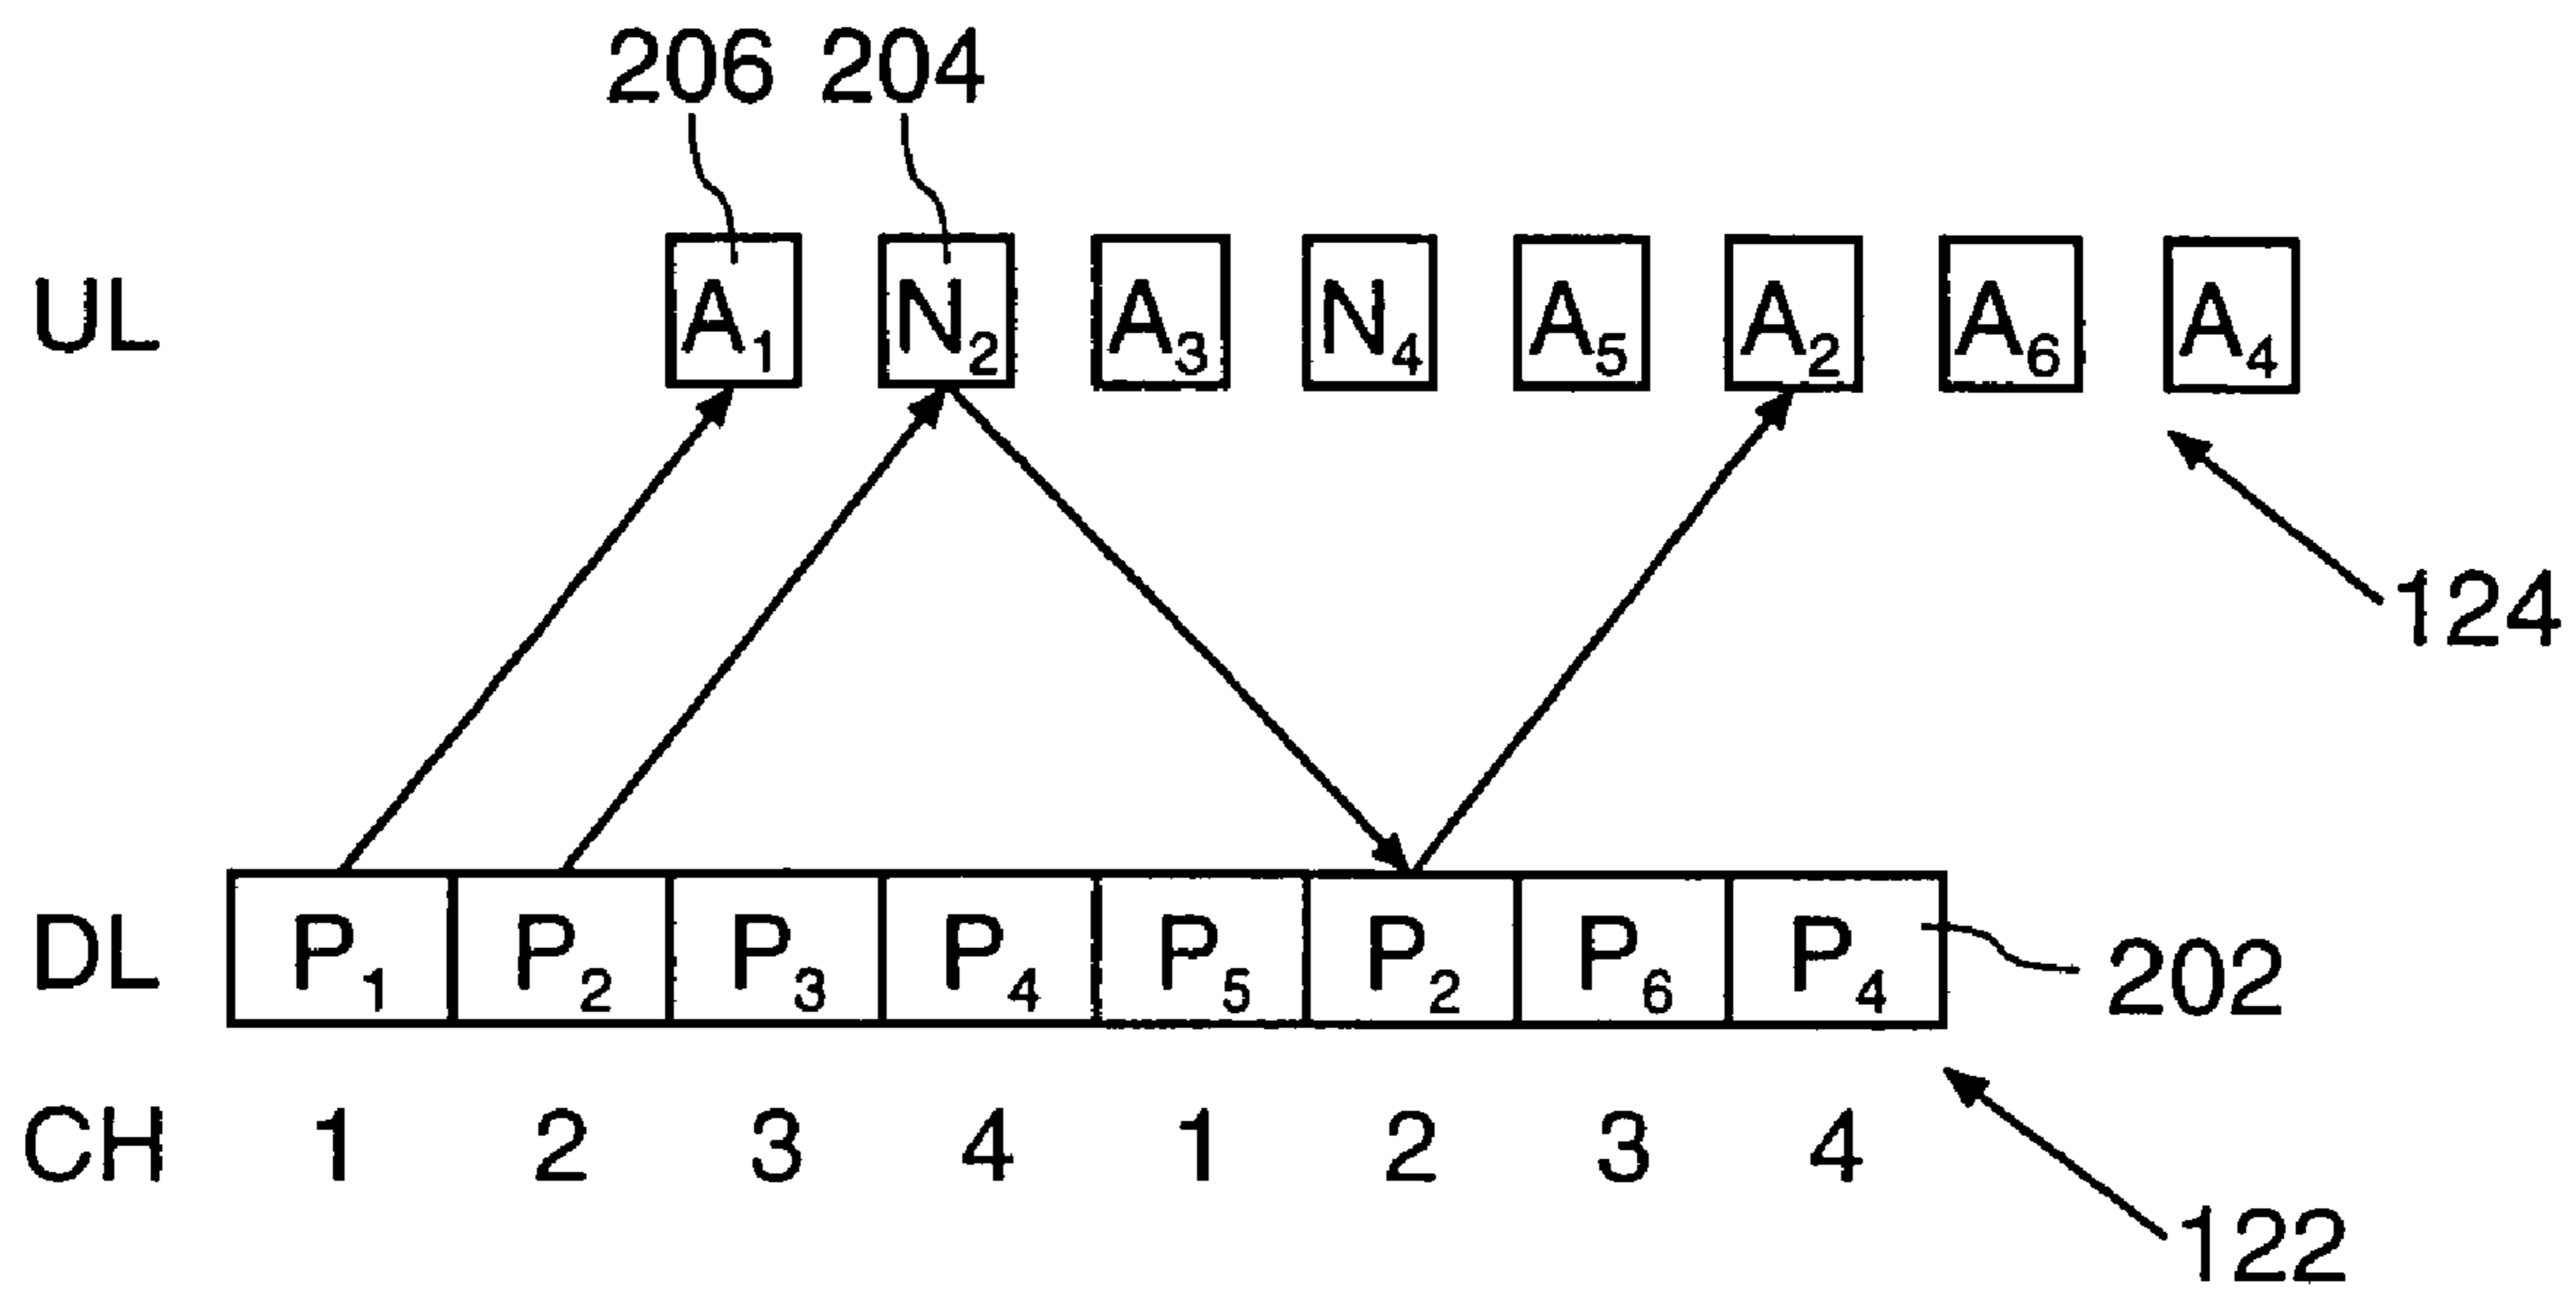 206 204
UL A1 N2 A3 N4 A5 A2 A6 A4
124
DL P1 P2 P3 P4 P5 P2 P6 P4 202
CH 1 2 3 4 1 2 3 4
122